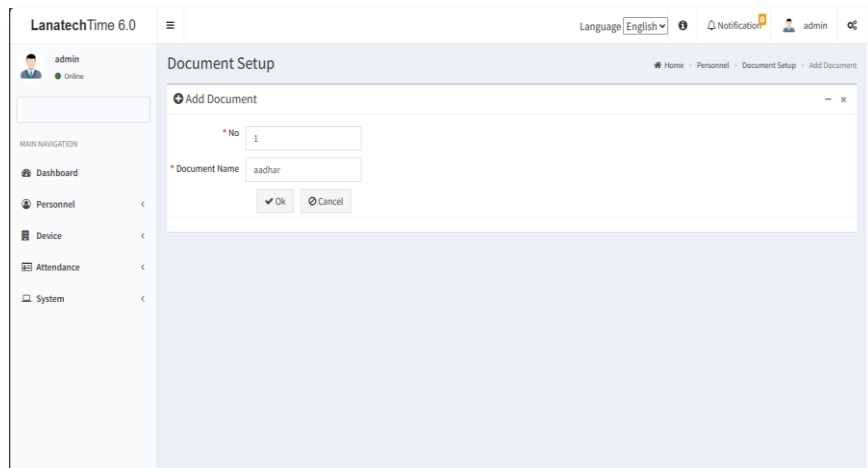 LanatechTime 6.0
Language English
Notification 0
admin
admin
Online
MAIN NAVIGATION
Dashboard
Personnel
Device
Attendance
System
Document Setup
Home > Personnel > Document Setup > Add Document
Add Document
* No 1
* Document Name aadhar
Ok Cancel